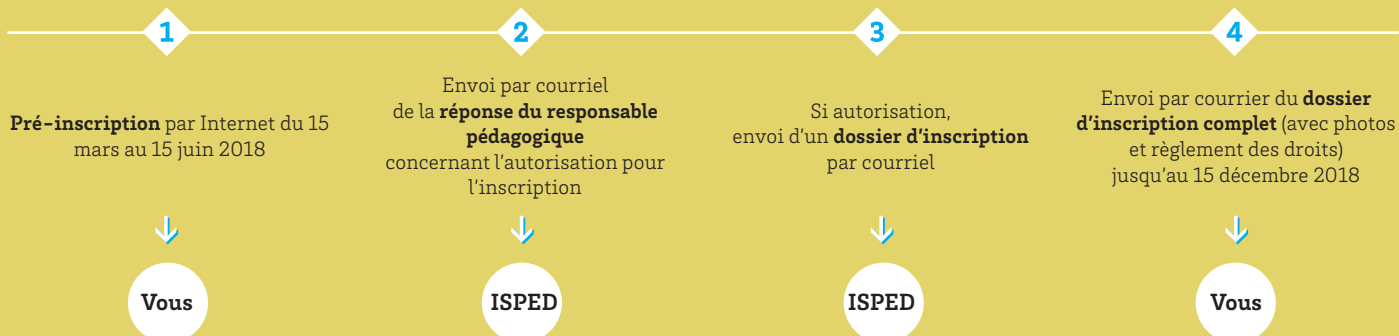 1
Pré-inscription par Internet du 15
mars au 15 juin 2018
Vous
2
Envoi par courriel
de la réponse du responsable
pédagogique
concernant l'autorisation pour
l'inscription
ISPED
3
Si autorisation,
envoi d'un dossier d'inscription
par courriel
ISPED
4
Envoi par courrier du dossier
d'inscription complet (avec photos
et règlement des droits)
jusqu'au 15 décembre 2018
Vous